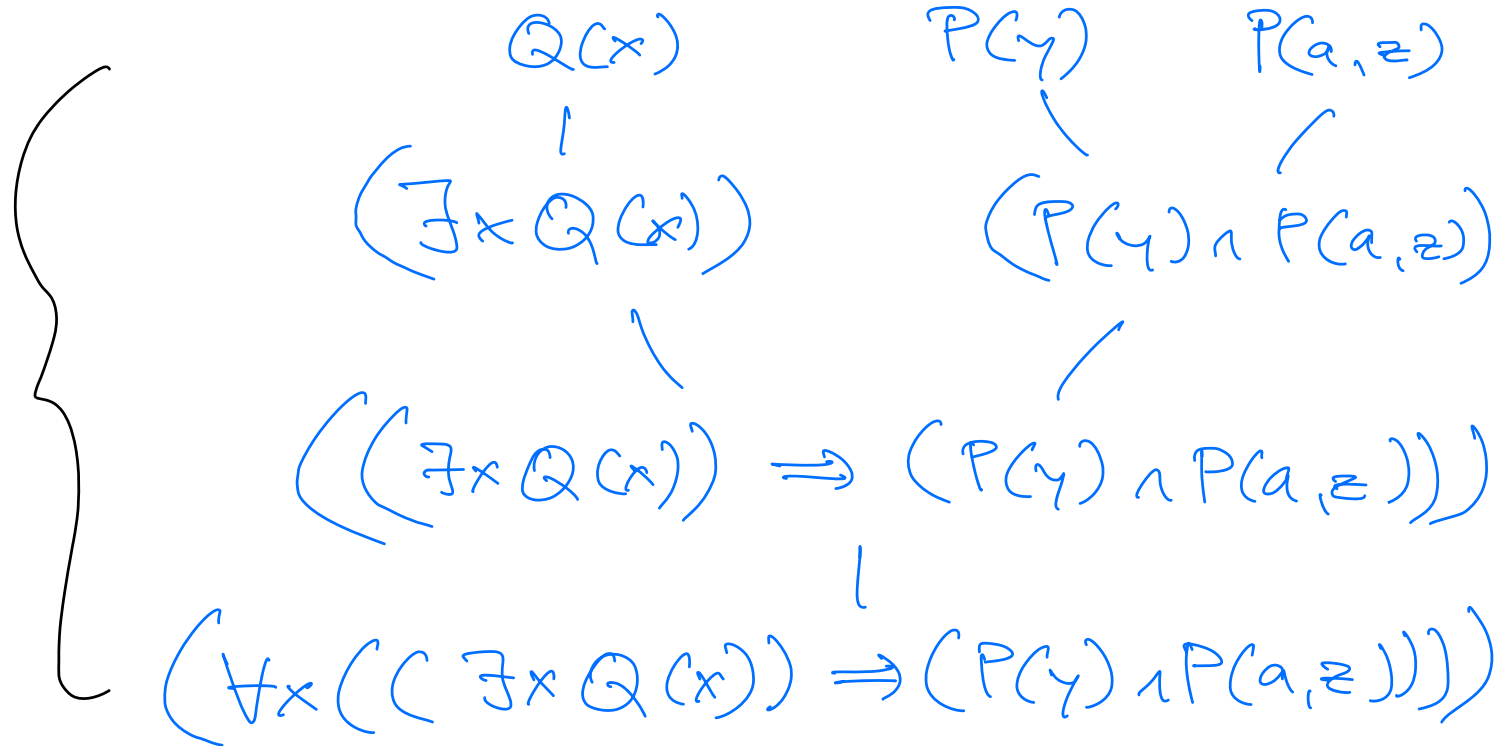 Q(x) P(y) P(a,z)
(∃x Q(x)) (P(y) ∧ P(a,z))
((∃x Q(x)) ⇒ (P(y) ∧ P(a,z)))
(∀x((∃x Q(x)) ⇒ (P(y) ∧ P(a,z))))